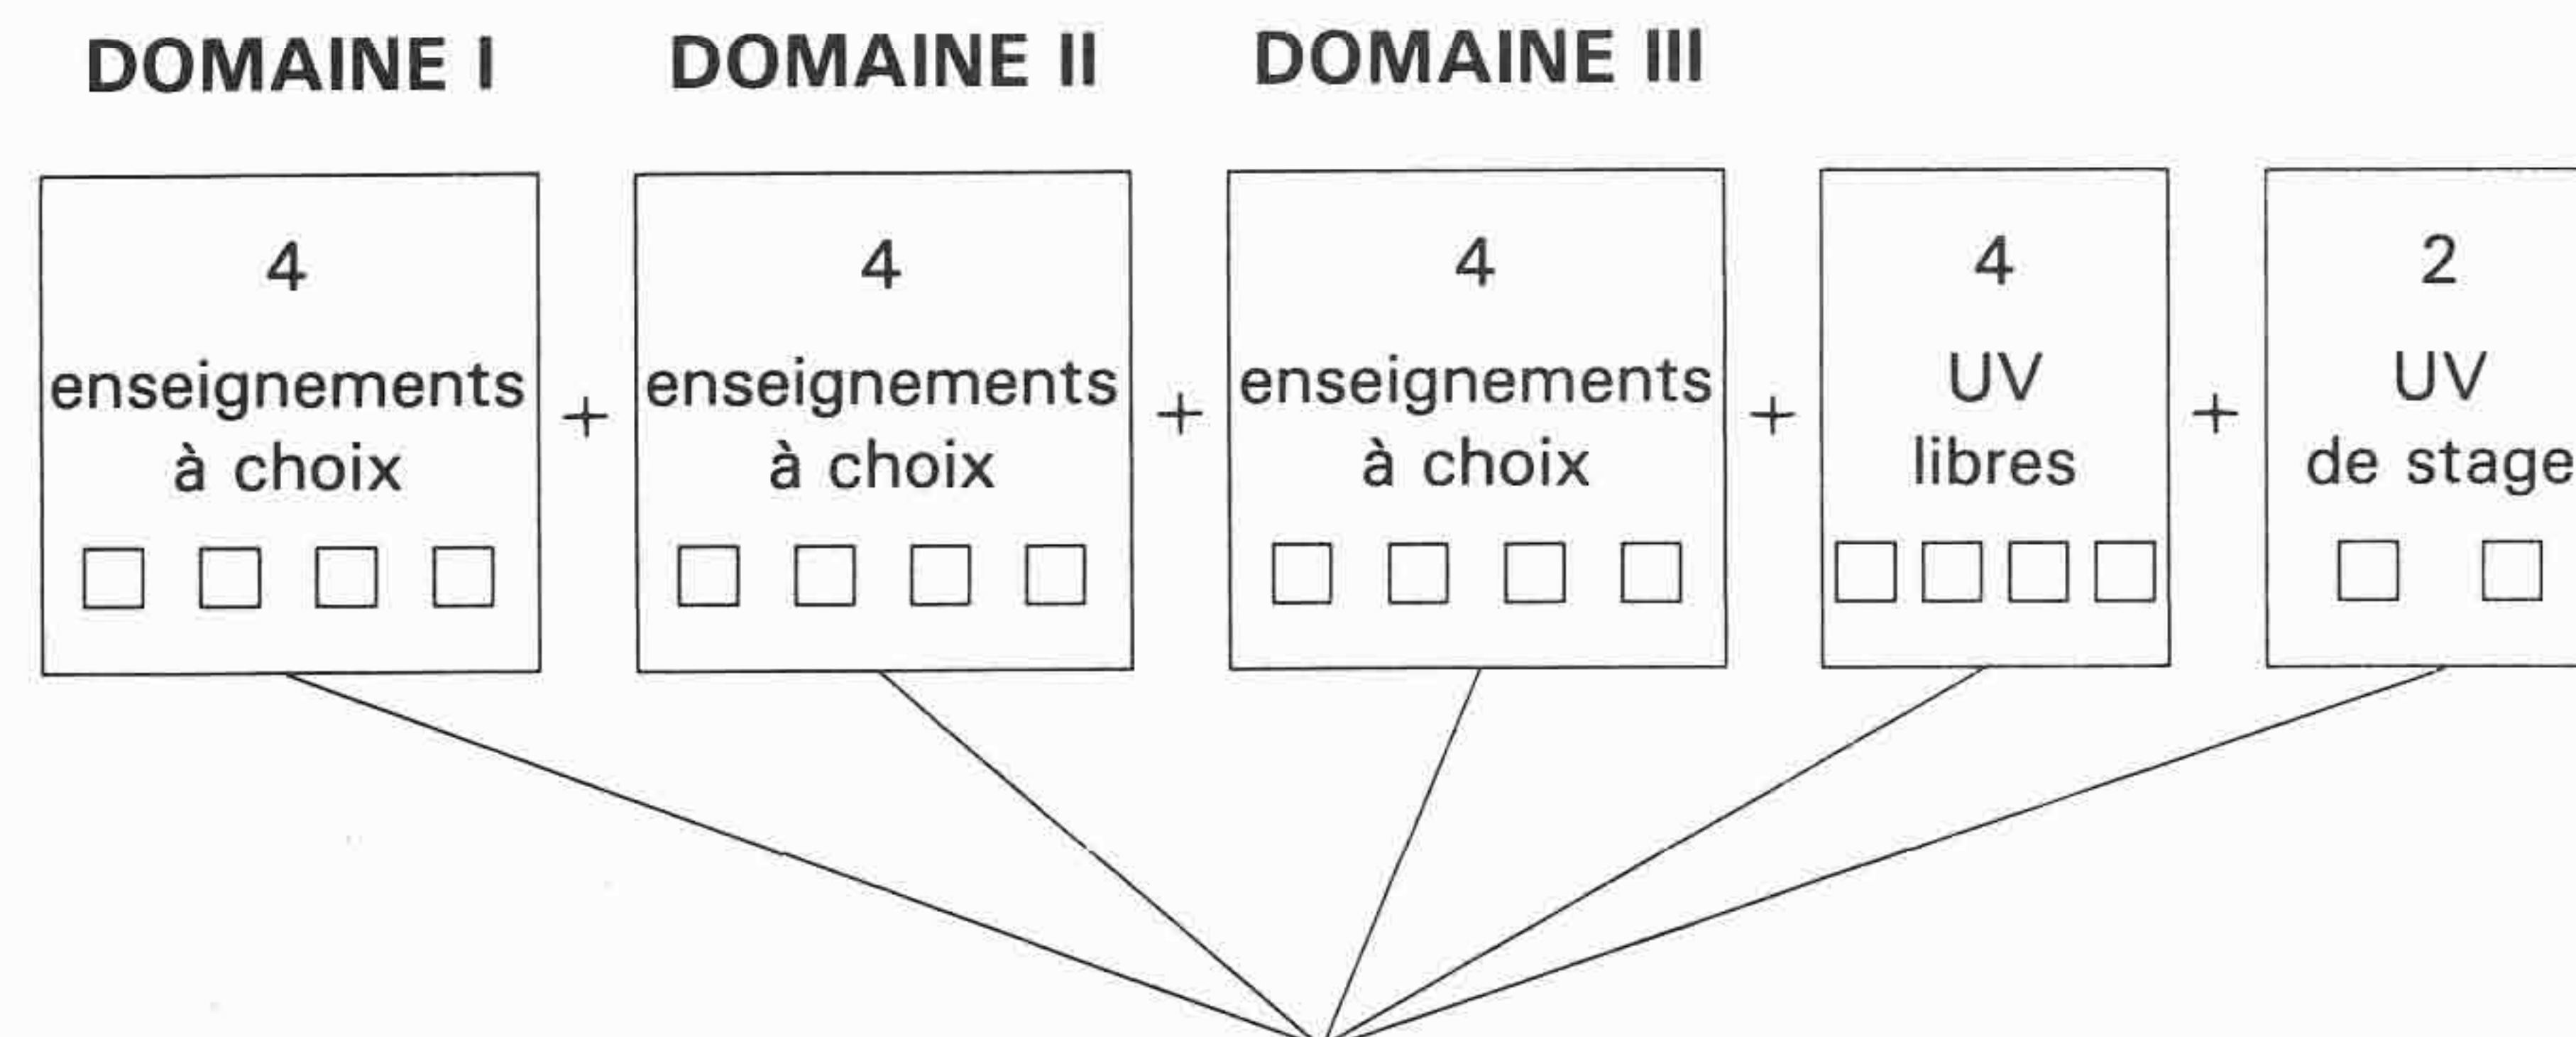 DOMAINE I
DOMAINE II
DOMAINE III
4
enseignements
à choix
+
4
enseignements
à choix
+
4
enseignements
à choix
+
4
UV
libres
+
2
UV
de stage